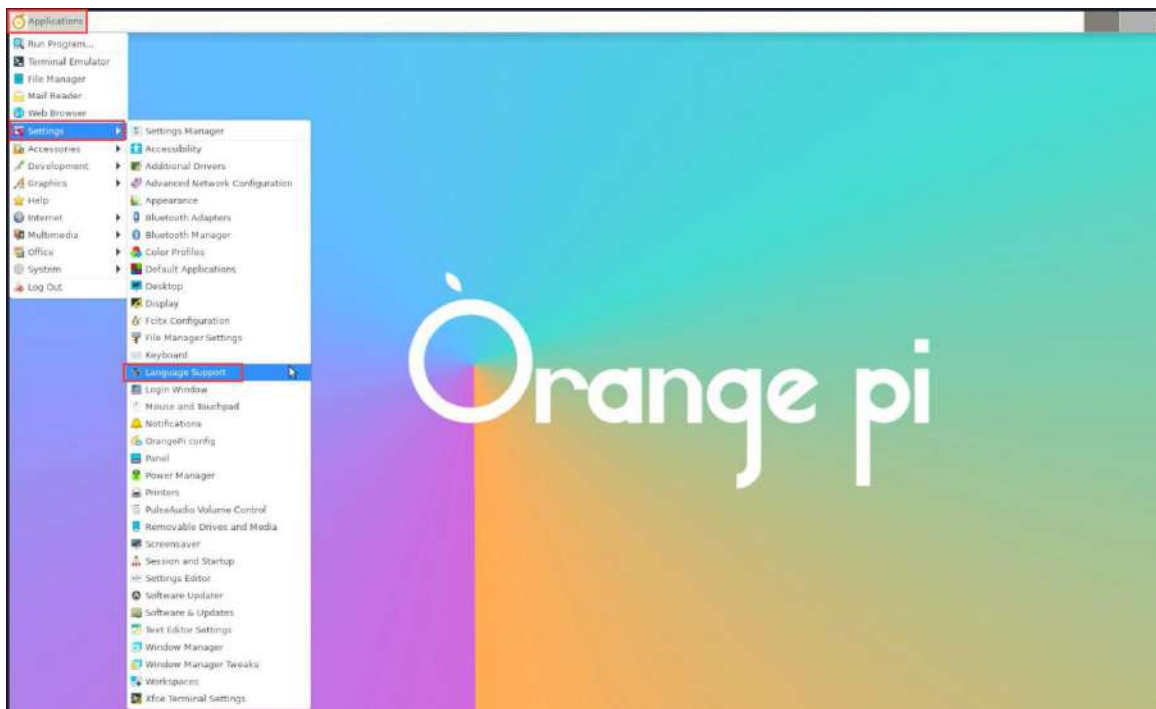 Applications
Run Program...
Terminal Emulator
File Manager
Mail Reader
Web Browser
Settings
Accessories
Development
Graphics
Help
Internet
Multimedia
Office
System
Log Out
Settings Manager
Accessibility
Additional Drivers
Advanced Network Configuration
Appearance
Bluetooth Adapters
Bluetooth Manager
Color Profiles
Default Applications
Desktop
Display
Fcitx Configuration
File Manager Settings
Keyboard
Language Support
Login Window
Mouse and Touchpad
Notifications
OrangePi config
Panel
Power Manager
Printers
PulseAudio Volume Control
Removable Drives and Media
Screensaver
Session and Startup
Settings Editor
Software Updater
Software & Updates
Text Editor Settings
Window Manager
Window Manager Tweaks
Workspaces
Xfce Terminal Settings
Orange pi